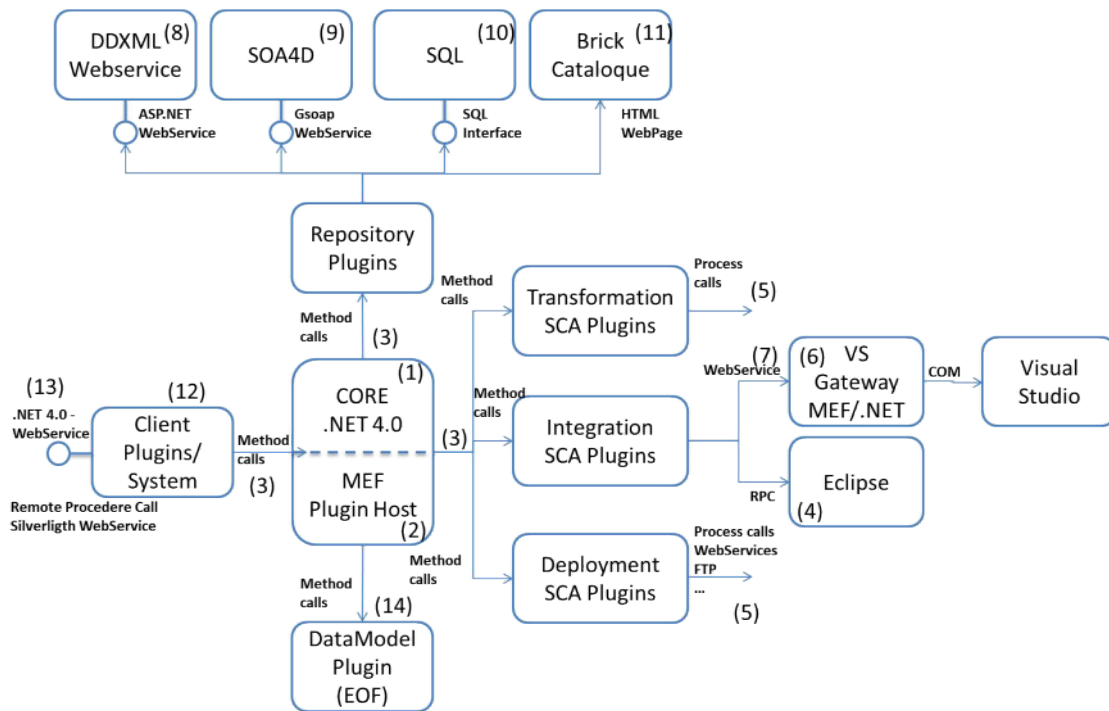 DDXML
Webservice
(8)
SOA4D
(9)
SQL
(10)
Brick
Cataloque
(11)
ASP.NET
WebService
Gsoap
WebService
SQL
Interface
HTML
WebPage
Repository
Plugins
Method
calls
(3)
Method
calls
Transformation
SCA Plugins
Process
calls
(5)
(13)
.NET 4.0 -
WebService
(12)
Client
Plugins/
System
Method
calls
(3)
Remote Procedere Call
Silverligth WebService
(1)
CORE
.NET 4.0
MEF
Plugin Host
(2)
(3)
Method
calls
Integration
SCA Plugins
WebService
(7)
(6)
VS
Gateway
MEF/.NET
COM
Visual
Studio
RPC
Eclipse
(4)
Method
calls
Deployment
SCA Plugins
Process calls
WebServices
FTP
...
(5)
Method
calls
(14)
DataModel
Plugin
(EOF)